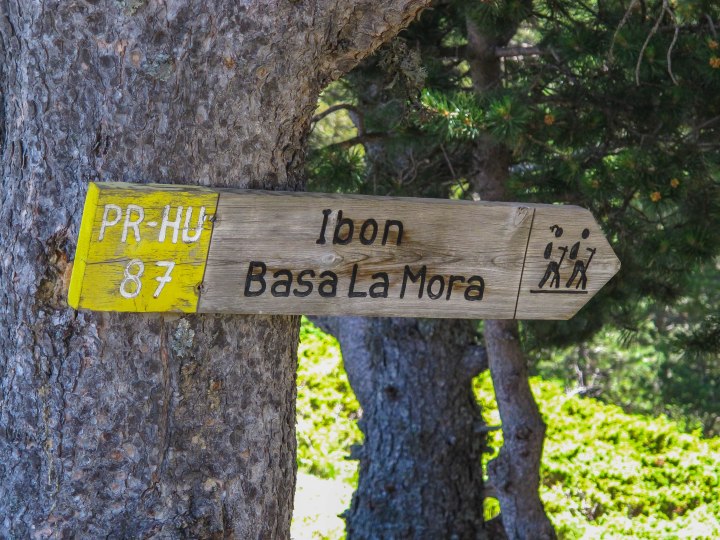 PR-HU
87
Ibon
Basa La Mora